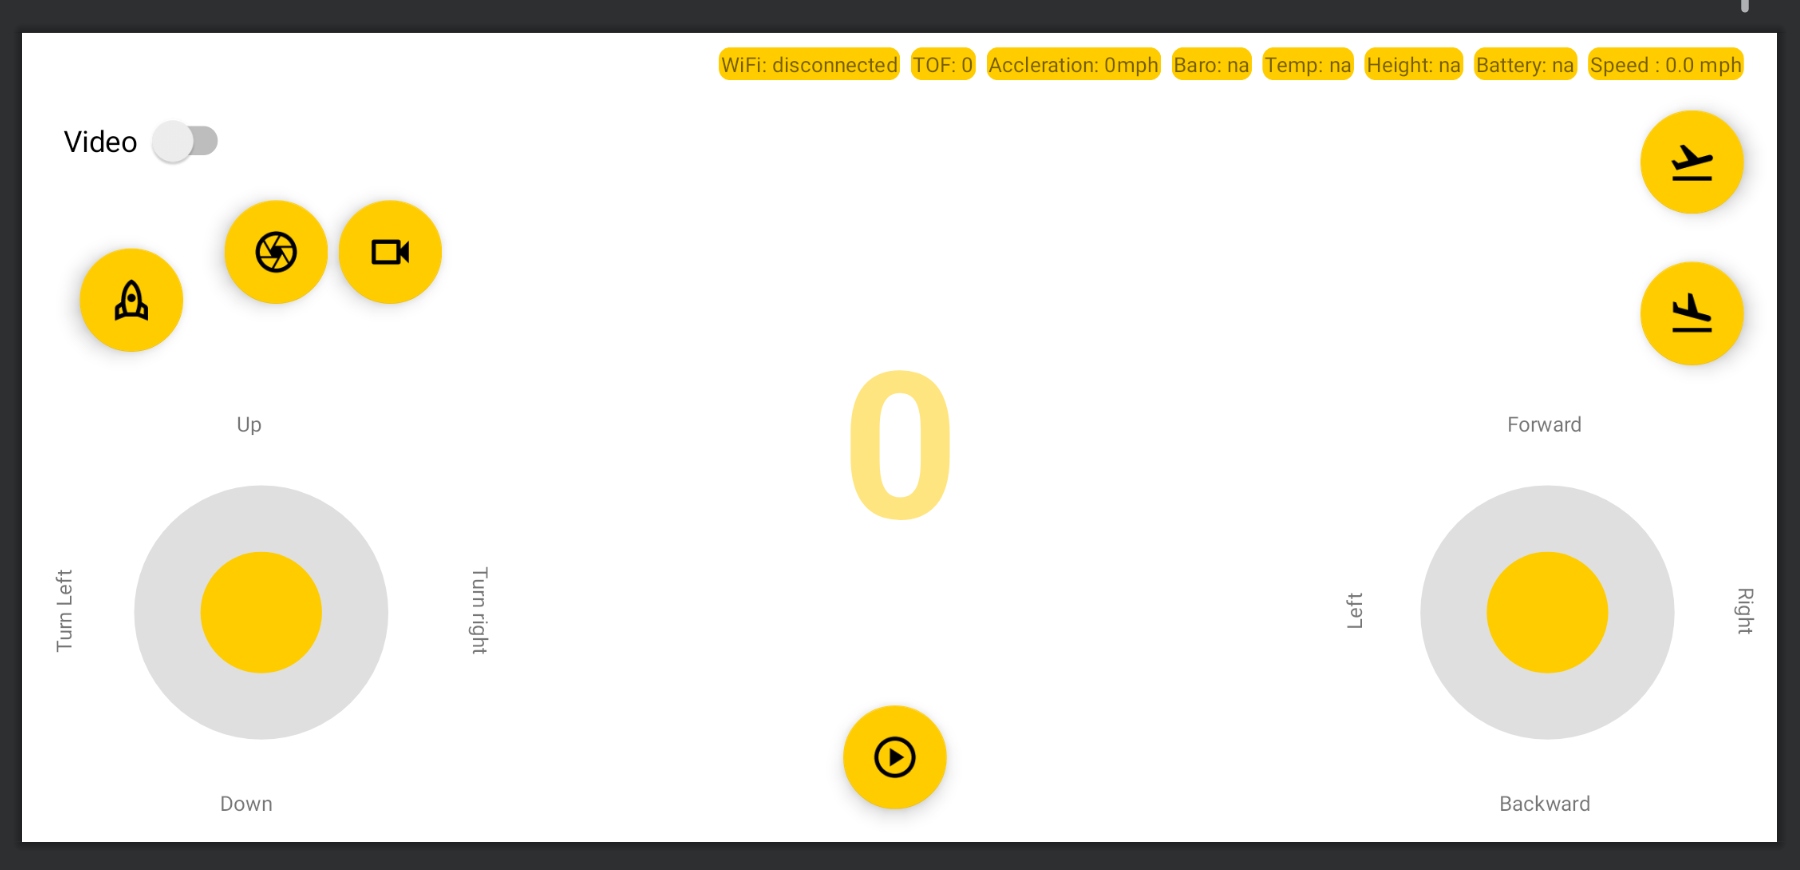 WiFi: disconnected TOF: 0 Accleration: 0mph Baro: na Temp: na Height: na Battery: na Speed : 0.0 mph
Video
Up
Forward
0
Turn Left
Turn right
Left
Right
Down
Backward